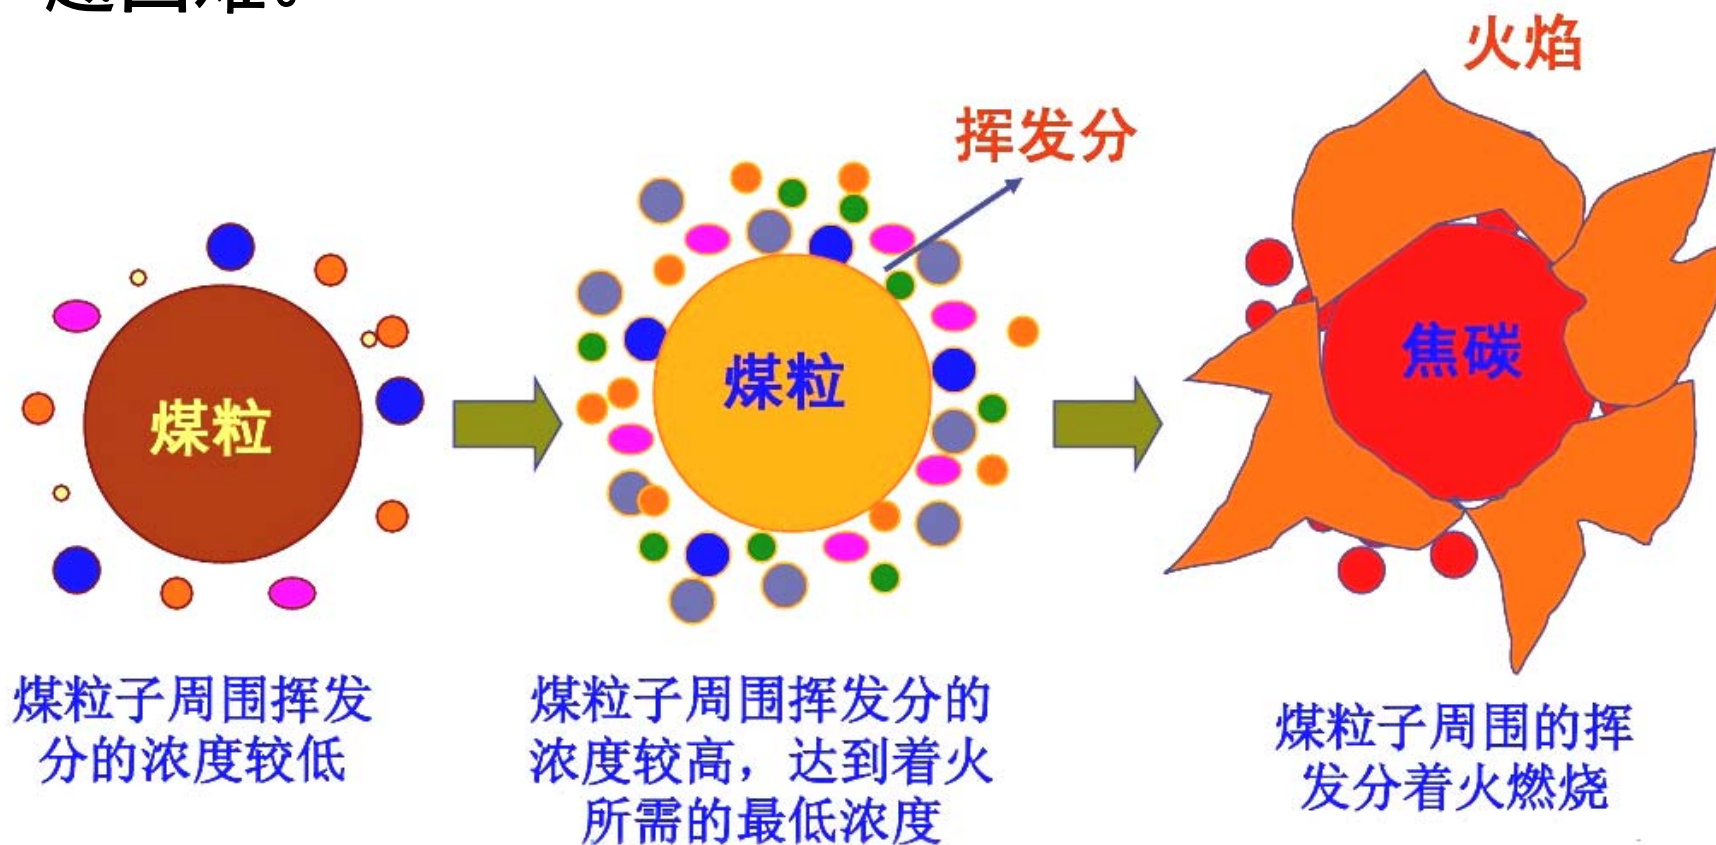 火焰
挥发分
煤粒
煤粒
焦碳
煤粒子周围挥发
分的浓度较低
煤粒子周围挥发分的
浓度较高，达到着火
所需的最低浓度
煤粒子周围的挥
发分着火燃烧